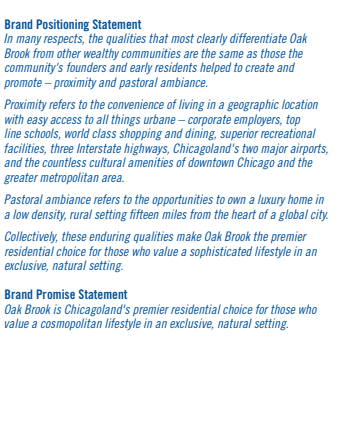 Brand Positioning Statement
In many respects, the qualities that most clearly differentiate Oak
Brook from other wealthy communities are the same as those the
community's founders and early residents helped to create and
promote – proximity and pastoral ambiance.
Proximity refers to the convenience of living in a geographic location
with easy access to all things urbane – corporate employers, top
line schools, world class shopping and dining, superior recreational
facilities, three Interstate highways, Chicagoland's two major airports,
and the countless cultural amenities of downtown Chicago and the
greater metropolitan area.
Pastoral ambiance refers to the opportunities to own a luxury home in
a low density, rural setting fifteen miles from the heart of a global city.
Collectively, these enduring qualities make Oak Brook the premier
residential choice for those who value a sophisticated lifestyle in an
exclusive, natural setting.
Brand Promise Statement
Oak Brook is Chicagoland's premier residential choice for those who
value a cosmopolitan lifestyle in an exclusive, natural setting.